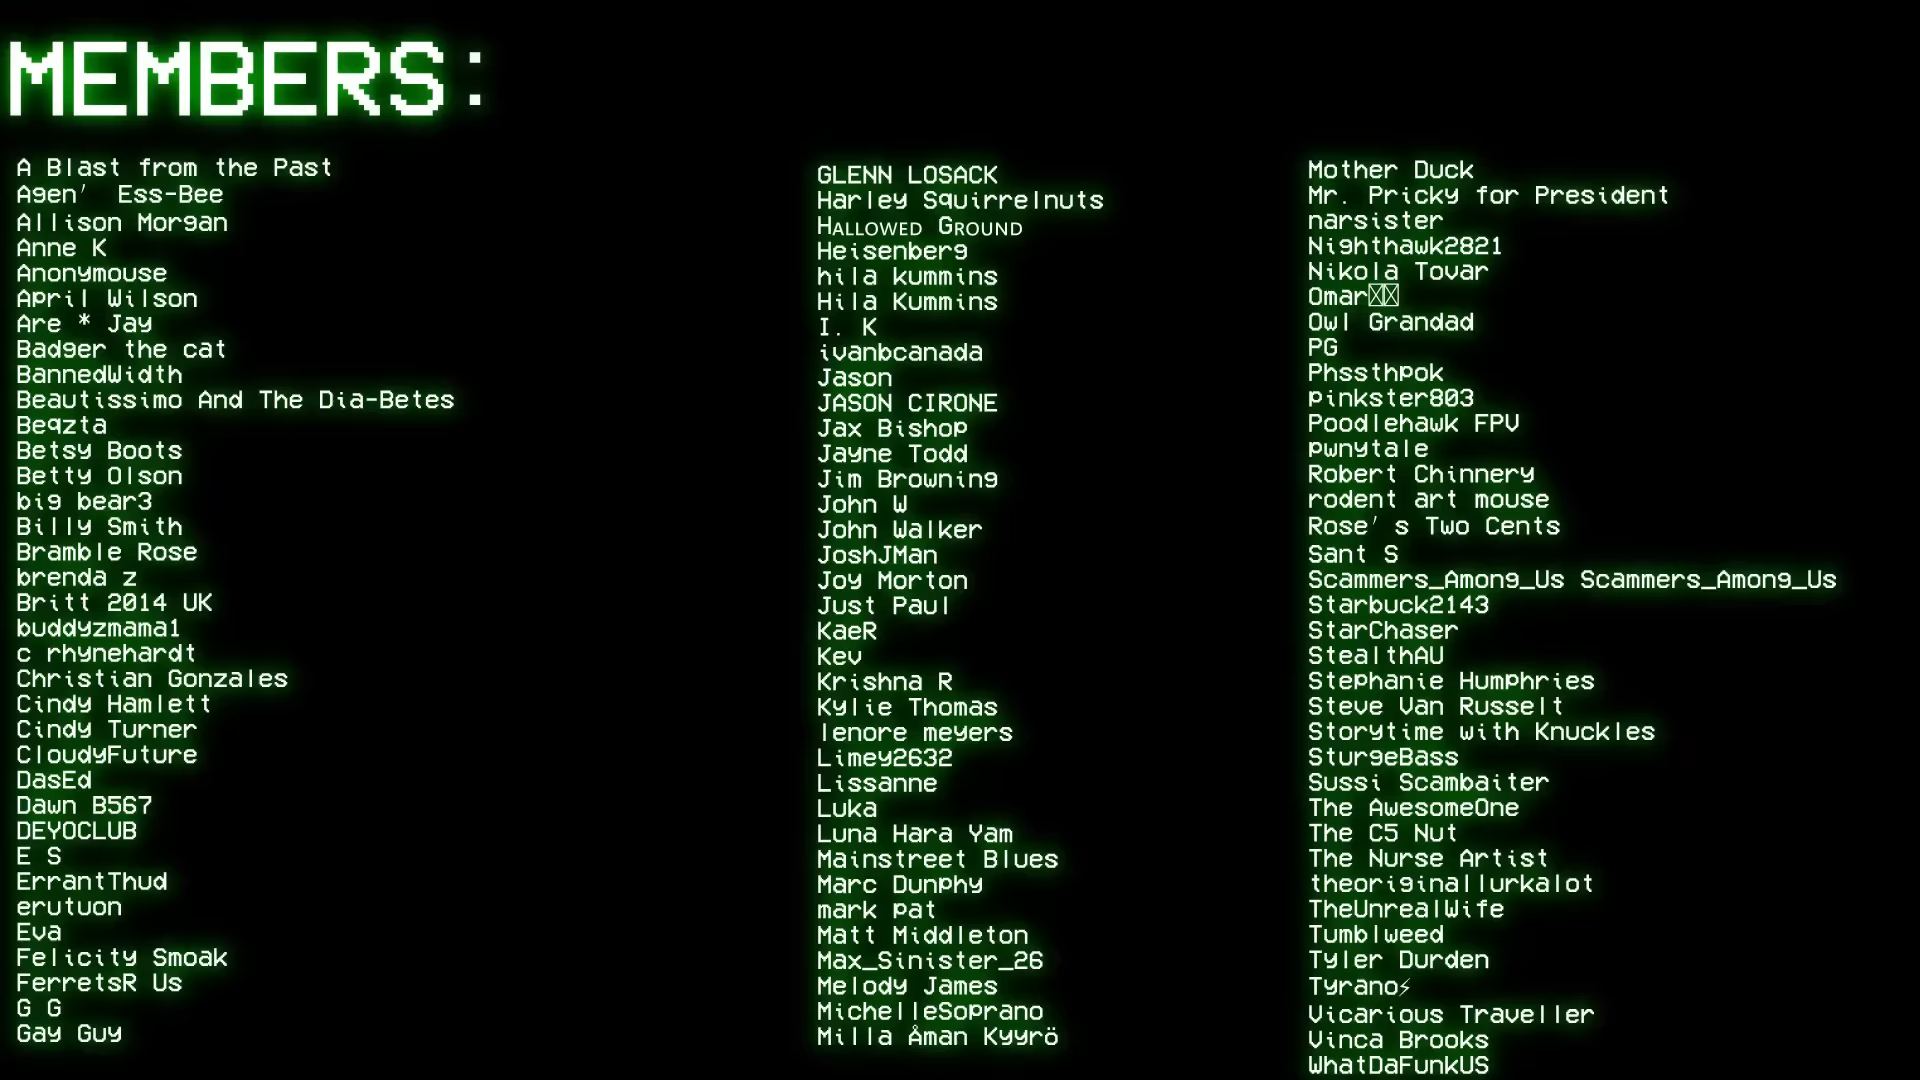 MEMBERS:
A Blast from the Past
Agen' Ess-Bee
Allison Morgan
Anne K
Anonymouse
April Wilson
Are * Jay
Badger the cat
BannedWidth
Beautissimo And The Dia-Betes
Beqzta
Betsy Boots
Betty Olson
big bear3
Billy Smith
Bramble Rose
brenda z
Britt 2014 UK
buddyzmama1
c rhynehardt
Christian Gonzales
Cindy Hamlett
Cindy Turner
CloudyFuture
DasEd
Dawn B567
DEYOCLUB
E S
ErrantThud
erutuon
Eva
Felicity Smoak
FerretsR Us
G G
Gay Guy
GLENN LOSACK
Harley Squirrelnuts
Hᴀʟʟᴏᴡᴇᴅ Gʀᴏᴜɴᴅ
Heisenberg
hila kummins
Hila Kummins
I. K
ivanbcanada
Jason
JASON CIRONE
Jax Bishop
Jayne Todd
Jim Browning
John W
John Walker
JoshJMan
Joy Morton
Just Paul
KaeR
Kev
Krishna R
Kylie Thomas
lenore meyers
Limey2632
Lissanne
Luka
Luna Hara Yam
Mainstreet Blues
Marc Dunphy
mark pat
Matt Middleton
Max_Sinister_26
Melody James
MichelleSoprano
Milla Åman Kyyrö
Mother Duck
Mr. Pricky for President
narsister
Nighthawk2821
Nikola Tovar
Omar
Owl Grandad
PG
Phssthpok
pinkster803
Poodlehawk FPV
pwnytale
Robert Chinnery
rodent art mouse
Rose's Two Cents
Sant S
Scammers_Among_Us Scammers_Among_Us
Starbuck2143
StarChaser
StealthAU
Stephanie Humphries
Steve Van Russelt
Storytime with Knuckles
SturgeBass
Sussi Scambaiter
The AwesomeOne
The C5 Nut
The Nurse Artist
theoriginallurkalot
TheUnrealWife
Tumblweed
Tyler Durden
Tyrano⚡
Vicarious Traveller
Vinca Brooks
WhatDaFunkUS